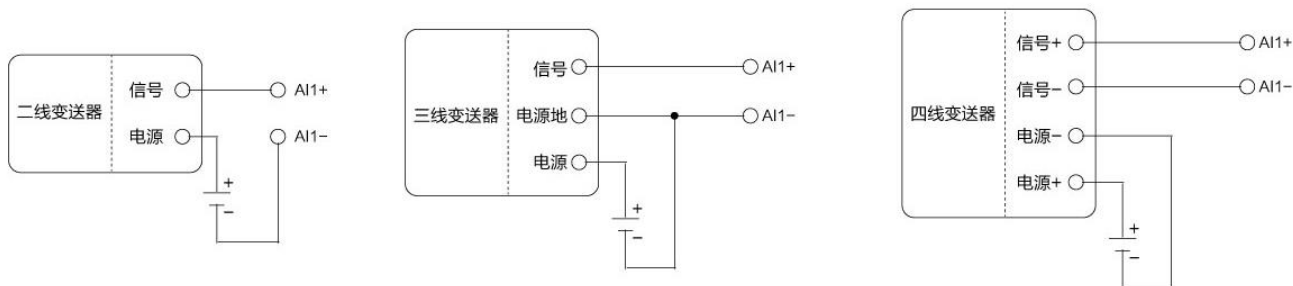 二线变送器
信号
AI1+
电源
AI1-
+
-
三线变送器
信号
AI1+
电源地
AI1-
电源
+
-
四线变送器
信号+
AI1+
信号-
AI1-
电源-
电源+
+
-